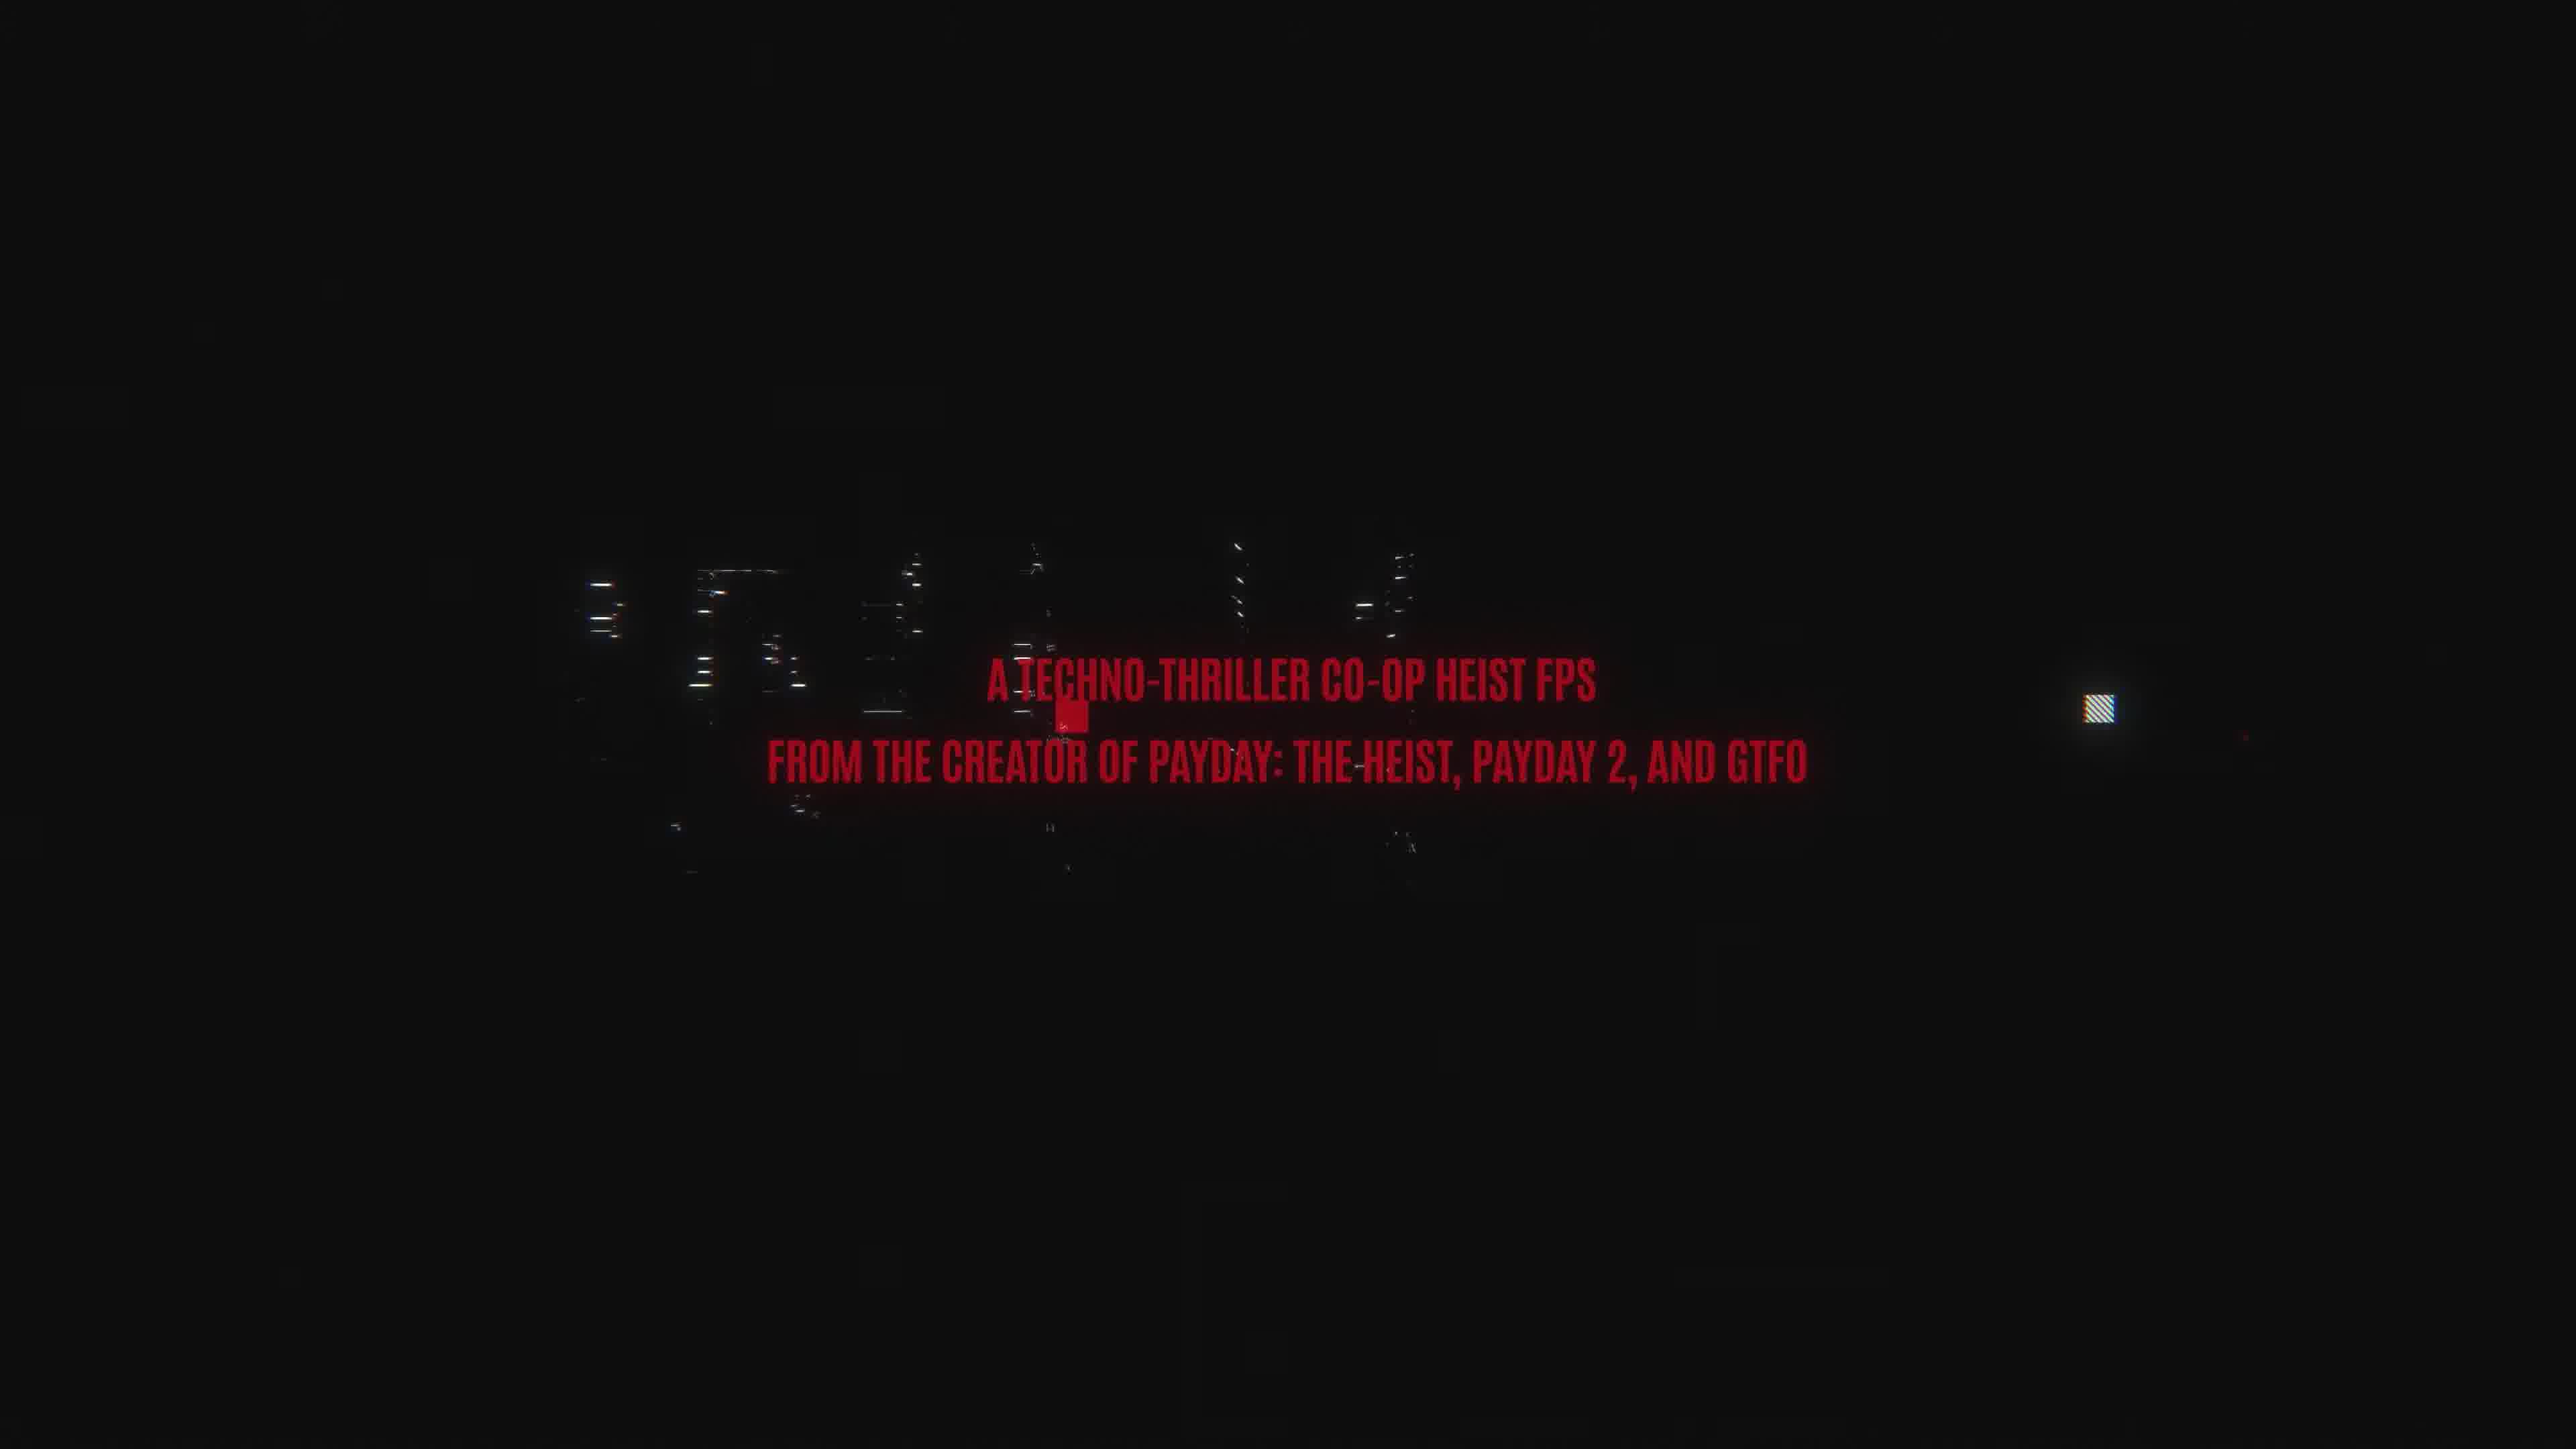 A TECHNO-THRILLER CO-OP HEIST FPS
FROM THE CREATOR OF PAYDAY: THE HEIST, PAYDAY 2, AND GTFO